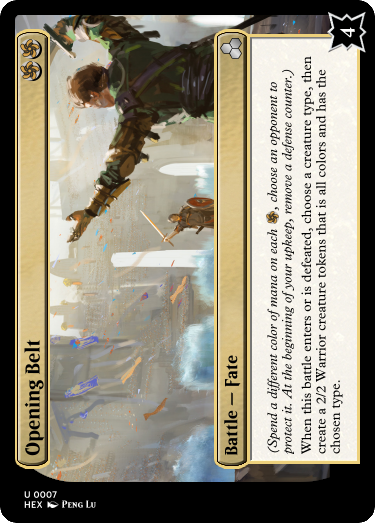 Opening Belt
Battle — Fate
(Spend a different color of mana on each , choose an opponent to
protect it. At the beginning of your upkeep, remove a defense counter.)
When this battle enters or is defeated, choose a creature type, then
create a 2/2 Warrior creature tokens that is all colors and has the
chosen type.
4
U 0007
HEX Peng Lu